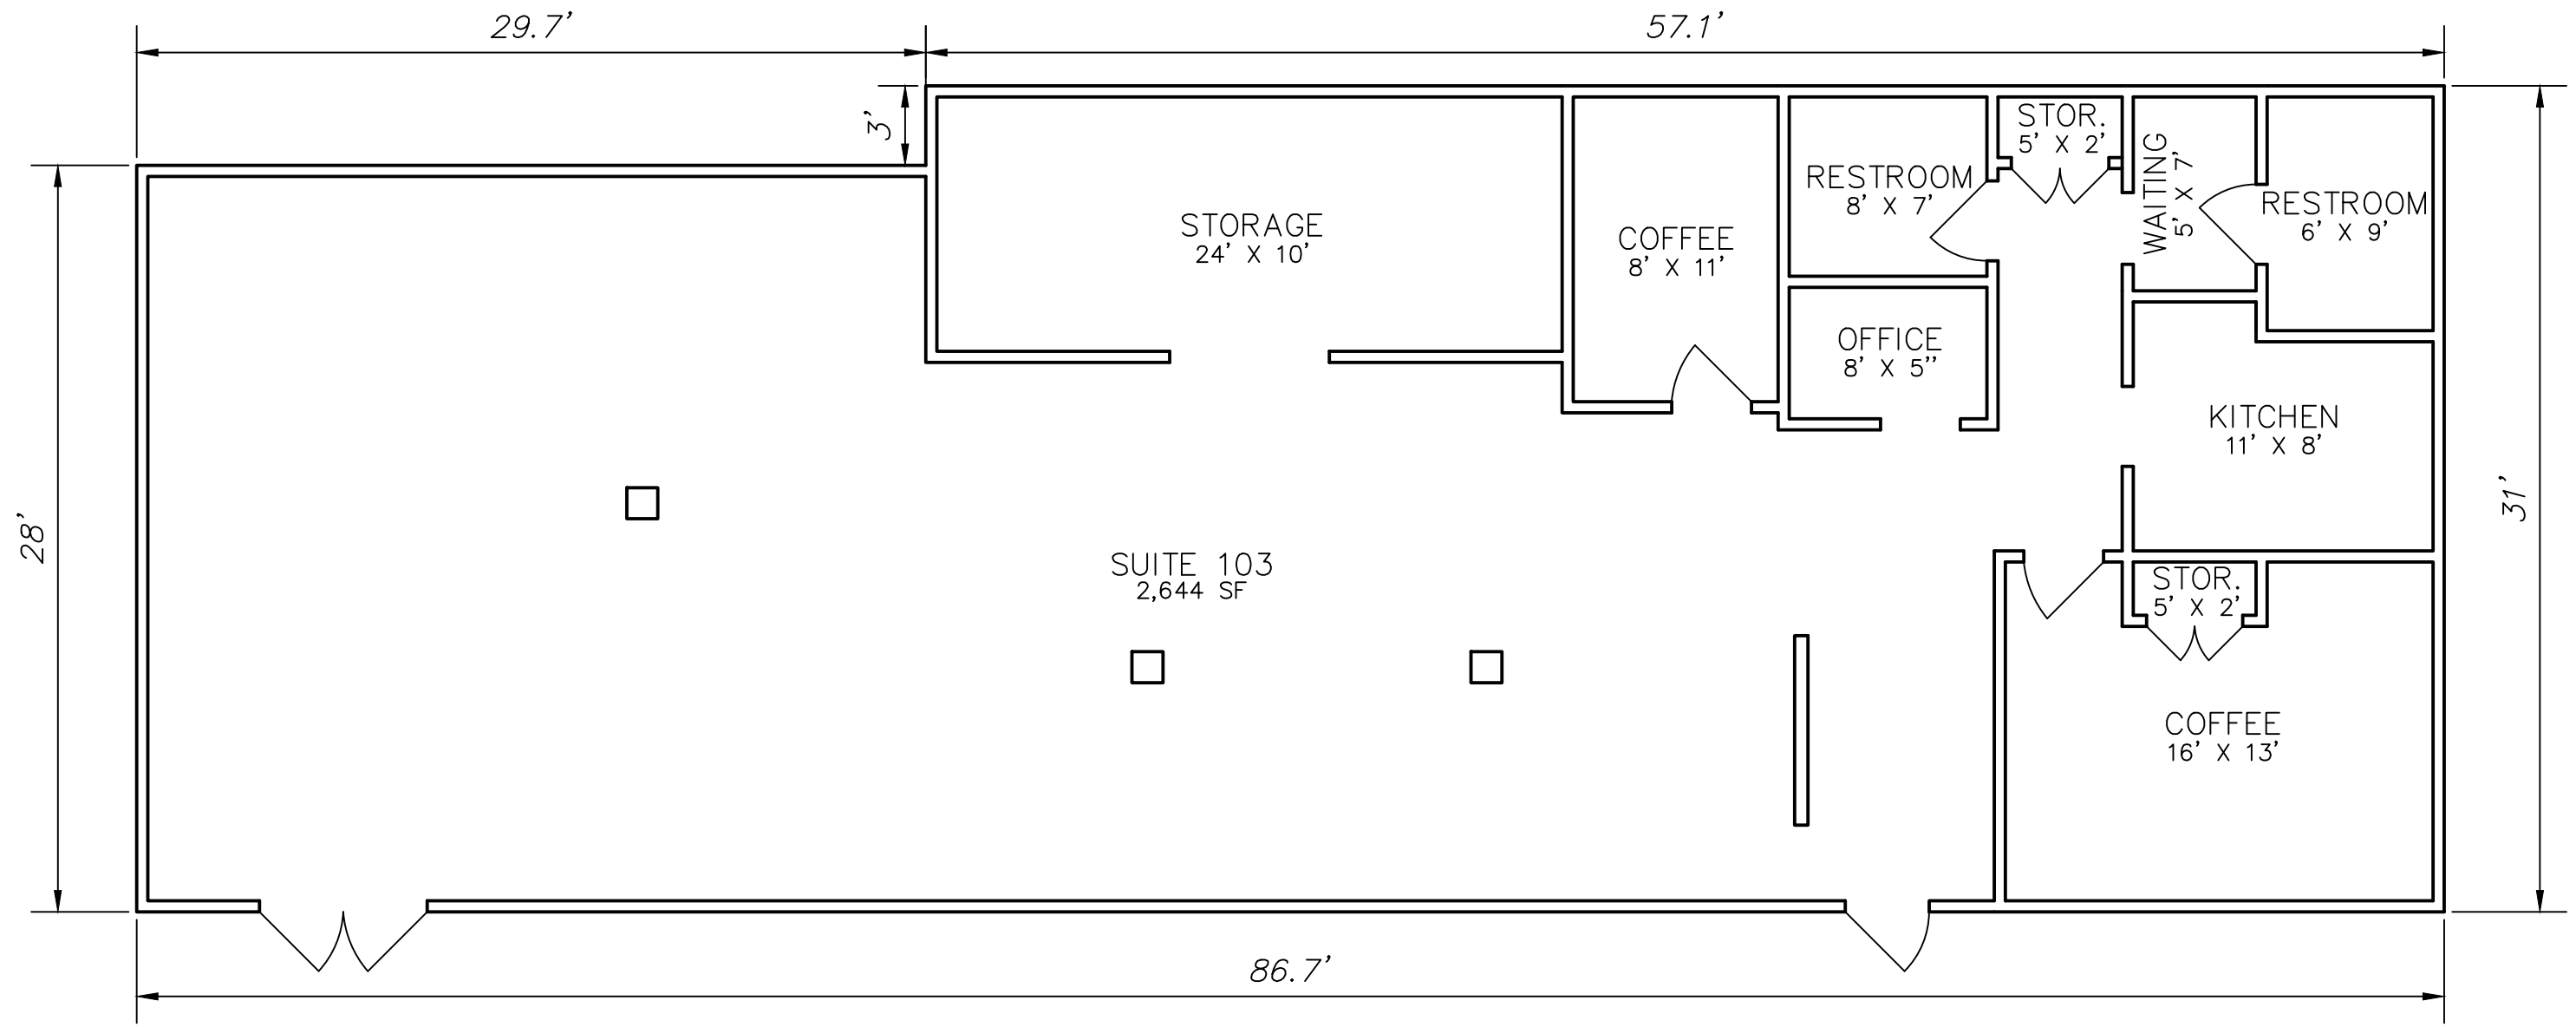 29.7'
57.1'
3'
STORAGE
24' X 10'
COFFEE
8' X 11'
RESTROOM
8' X 7'
STOR.
5' X 2'
WAITING
5' X 7'
RESTROOM
6' X 9'
OFFICE
8' X 5"
KITCHEN
11' X 8'
28'
31'
SUITE 103
2,644 SF
STOR.
5' X 2'
COFFEE
16' X 13'
86.7'